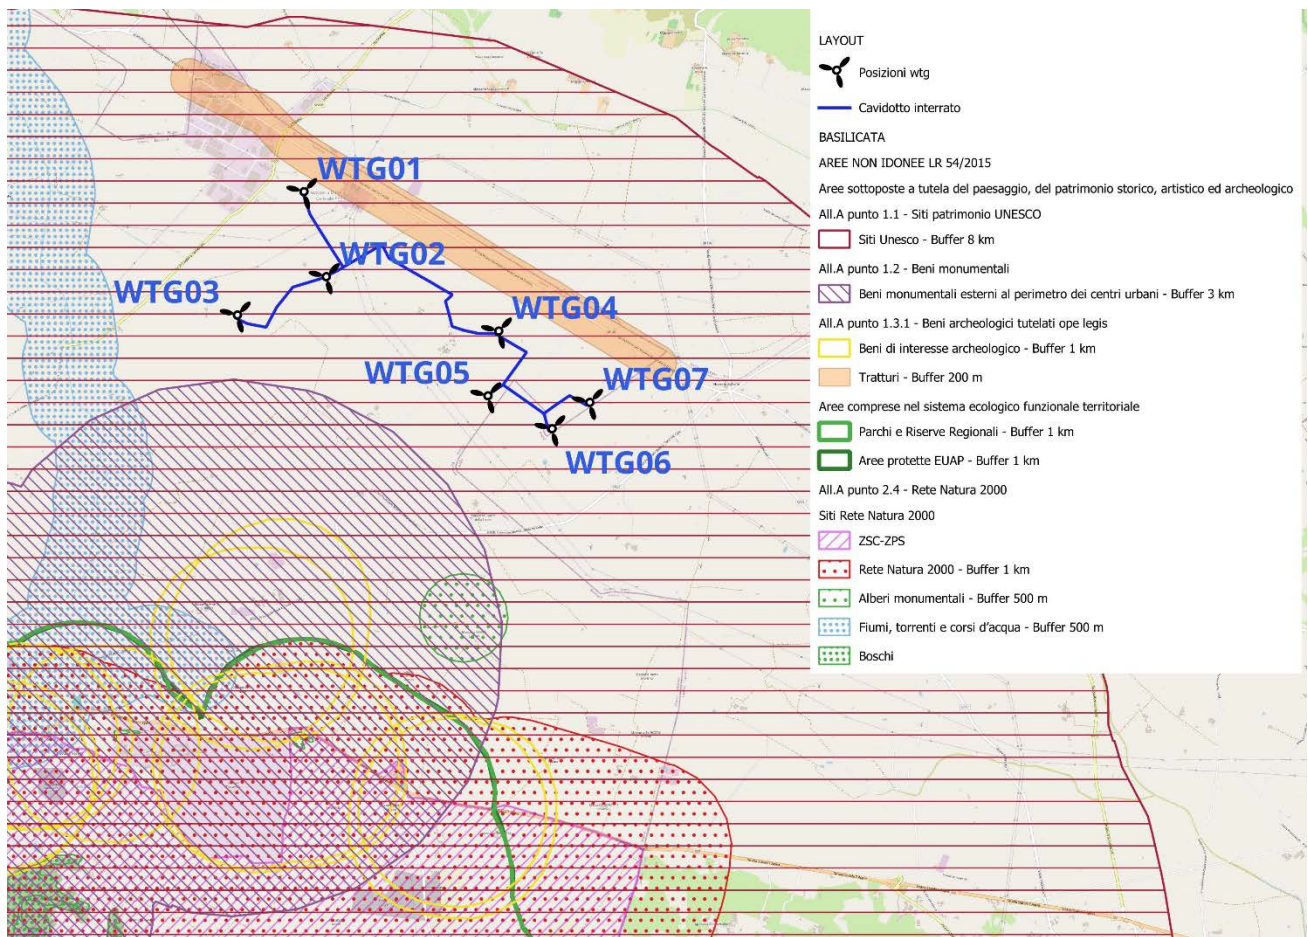 WTG01
WTG02
WTG03
WTG04
WTG05
WTG07
WTG06
LAYOUT
Posizioni wtg
Cavidotto interrato
BASILICATA
AREE NON IDONEE LR 54/2015
Aree sottoposte a tutela del paesaggio, del patrimonio storico, artistico ed archeologico
All.A punto 1.1 - Siti patrimonio UNESCO
Siti Unesco - Buffer 8 km
All.A punto 1.2 - Beni monumentali
Beni monumentali esterni al perimetro dei centri urbani - Buffer 3 km
All.A punto 1.3.1 - Beni archeologici tutelati ope legis
Beni di interesse archeologico - Buffer 1 km
Tratturi - Buffer 200 m
Aree comprese nel sistema ecologico funzionale territoriale
Parchi e Riserve Regionali - Buffer 1 km
Aree protette EUAP - Buffer 1 km
All.A punto 2.4 - Rete Natura 2000
Siti Rete Natura 2000
ZSC-ZPS
Rete Natura 2000 - Buffer 1 km
Alberi monumentali - Buffer 500 m
Fiumi, torrenti e corsi d'acqua - Buffer 500 m
Boschi